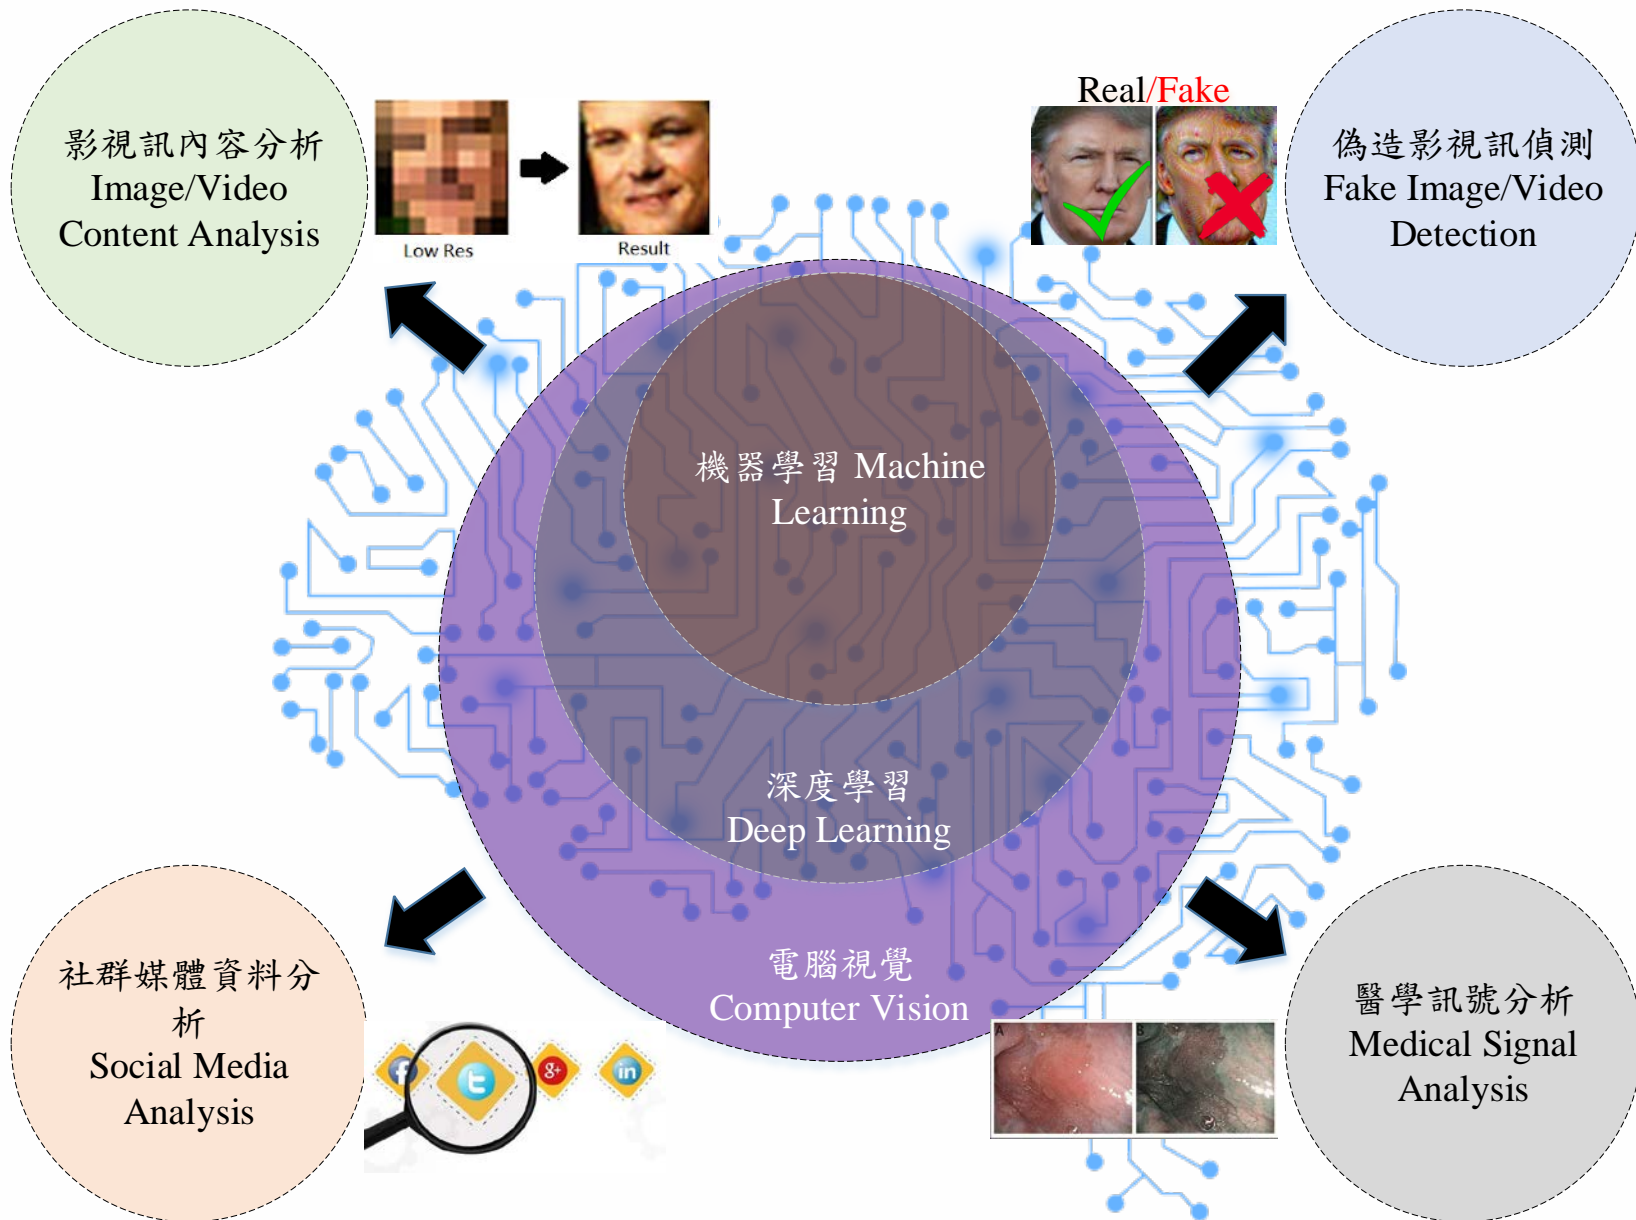 影視訊內容分析
Image/Video
Content Analysis
Low Res
Result
Real/Fake
偽造影視訊偵測
Fake Image/Video
Detection
機器學習 Machine
Learning
深度學習
Deep Learning
電腦視覺
Computer Vision
社群媒體資料分
析
Social Media
Analysis
f
t
g+
in
A
B
醫學訊號分析
Medical Signal
Analysis